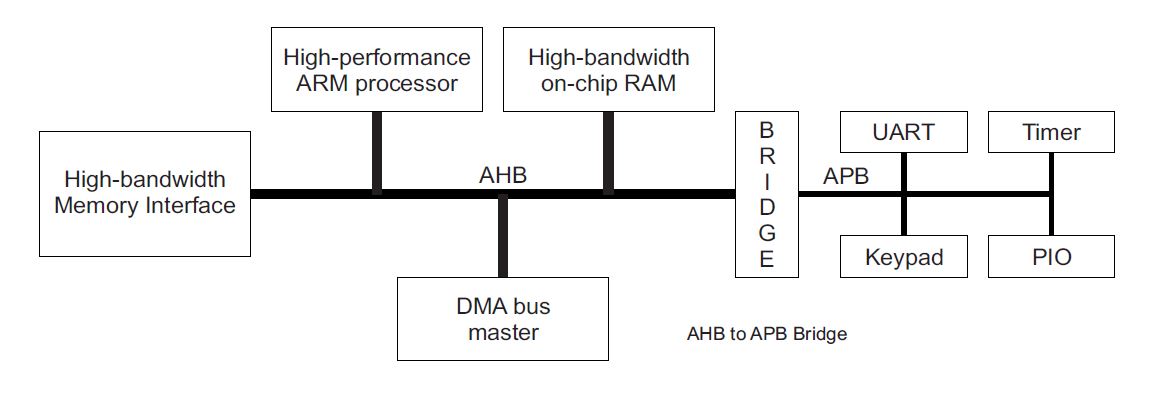 High-performance
ARM processor
High-bandwidth
on-chip RAM
High-bandwidth
Memory Interface
AHB
B
R
I
D
G
E
APB
UART
Timer
Keypad
PIO
DMA bus
master
AHB to APB Bridge